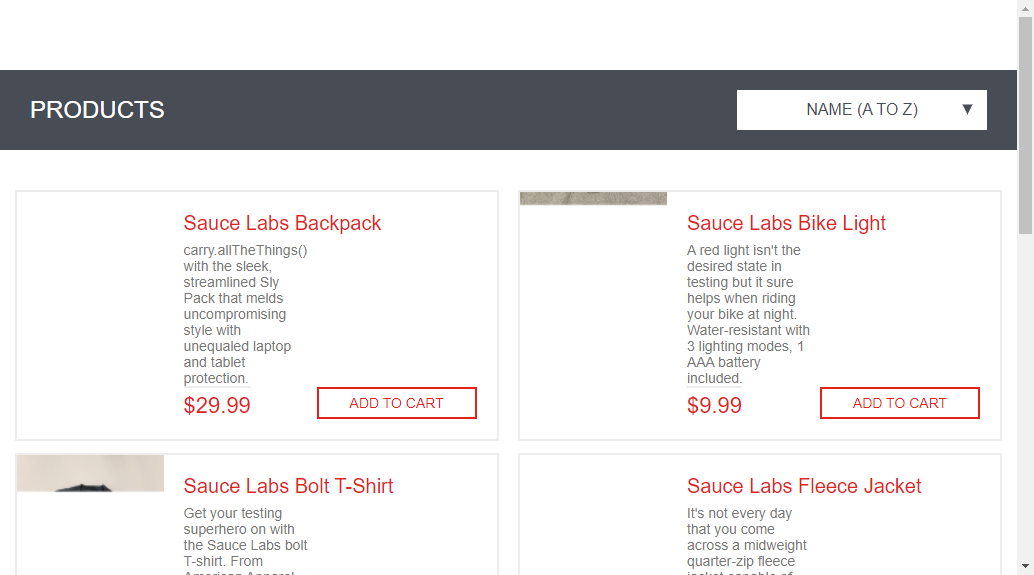 PRODUCTS
NAME (A TO Z)
Sauce Labs Backpack
carry.allTheThings()
with the sleek,
streamlined Sly
Pack that melds
uncompromising
style with
unequaled laptop
and tablet
protection.
$29.99
ADD TO CART
Sauce Labs Bike Light
A red light isn't the
desired state in
testing but it sure
helps when riding
your bike at night.
Water-resistant with
3 lighting modes, 1
AAA battery
included.
$9.99
ADD TO CART
Sauce Labs Bolt T-Shirt
Get your testing
superhero on with
the Sauce Labs bolt
T-shirt. From
American Apparel,
Sauce Labs Fleece Jacket
It's not every day
that you come
across a midweight
quarter-zip fleece
jacket capable of